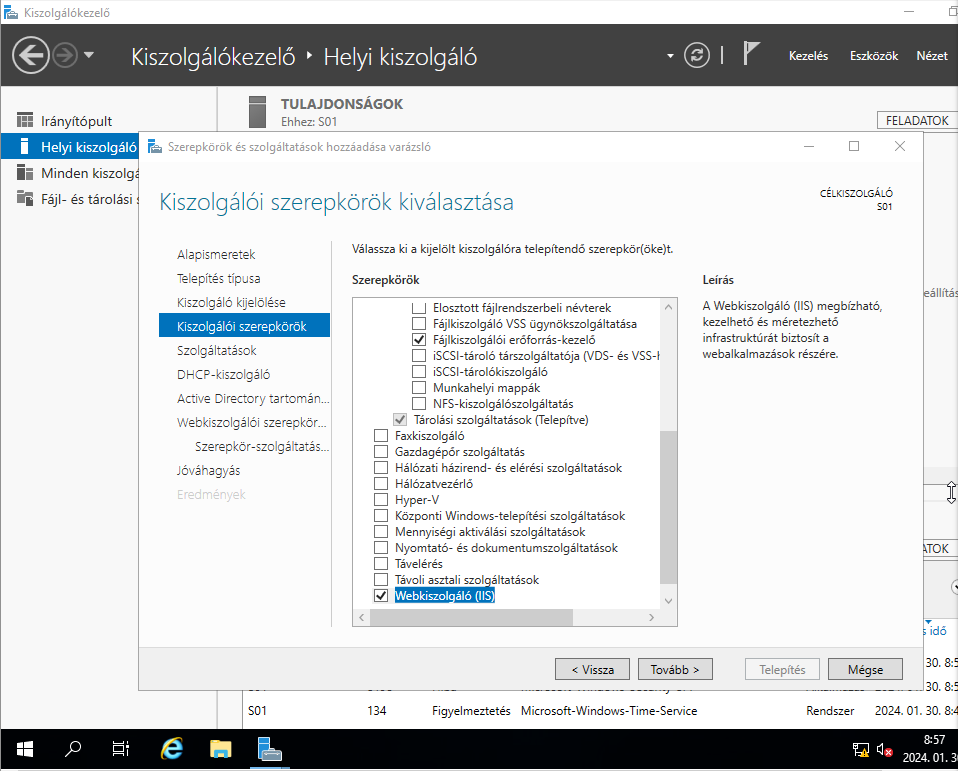 Kiszolgálókezelő
Kiszolgálókezelő
Helyi kiszolgáló
Kezelés
Eszközök
Nézet
Irányítópult
Helyi kiszolgáló
Minden kiszolgá
Fájl- és tárolási
TULAJDONSÁGOK
Ehhez: S01
FELADATOK
Szerepkörök és szolgáltatások hozzáadása varázsló
Kiszolgálói szerepkörök kiválasztása
CÉLKISZOLGÁLÓ
S01
Alapismeretek
Telepítés típusa
Kiszolgáló kijelölése
Kiszolgálói szerepkörök
Szolgáltatások
DHCP-kiszolgáló
Active Directory tartomán...
Webkiszolgálói szerepkör...
Szerepkör-szolgáltatás...
Jóváhagyás
Eredmények
Válassza ki a kijelölt kiszolgálóra telepítendő szerepkör(öke)t.
Szerepkörök
Elosztott fájlrendszerbeli névterek
Fájlkiszolgáló VSS ügynökszolgáltatása
Fájlkiszolgálói erőforrás-kezelő
iSCSI-tároló társzolgáltatója (VDS- és VSS-h
iSCSI-tárolókiszolgáló
Munkahelyi mappák
NFS-kiszolgálószolgáltatás
Tárolási szolgáltatások (Telepítve)
Faxkiszolgáló
Gazdagépőr szolgáltatás
Hálózati házirend- és elérési szolgáltatások
Hálózatvezérlő
Hyper-V
Központi Windows-telepítési szolgáltatások
Mennyiségi aktiválási szolgáltatások
Nyomtató- és dokumentumszolgáltatások
Távelérés
Távoli asztali szolgáltatások
Webkiszolgáló (IIS)
Leírás
A Webkiszolgáló (IIS) megbízható,
kezelhető és méretezhető
infrastruktúrát biztosít a
webalkalmazások részére.
eállítás
ATOK
s idő
30. 8:5
< Vissza
Tovább >
Telepítés
Mégse
S01 134 Figyelmeztetés Microsoft-Windows-Time-Service Rendszer 2024. 01. 30. 8:4
8:57
2024. 01. 30